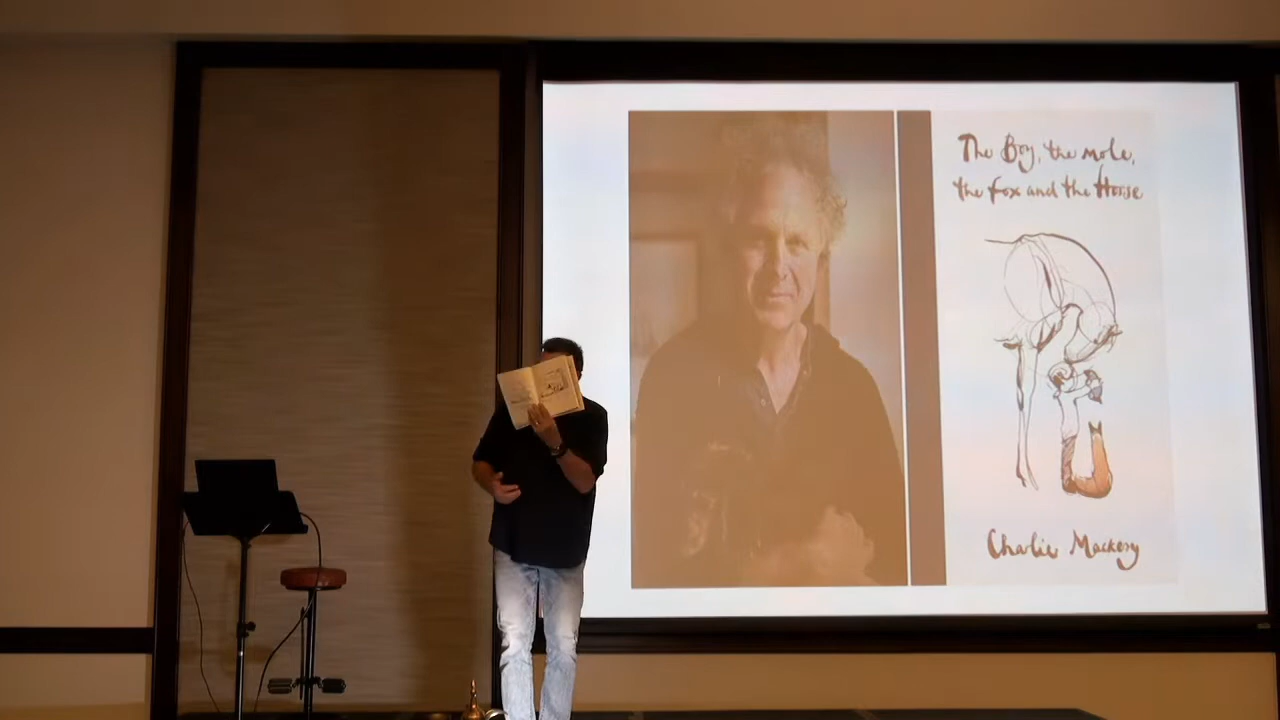 The Boy, the mole,
the fox and the Horse
Charlie Mackesy